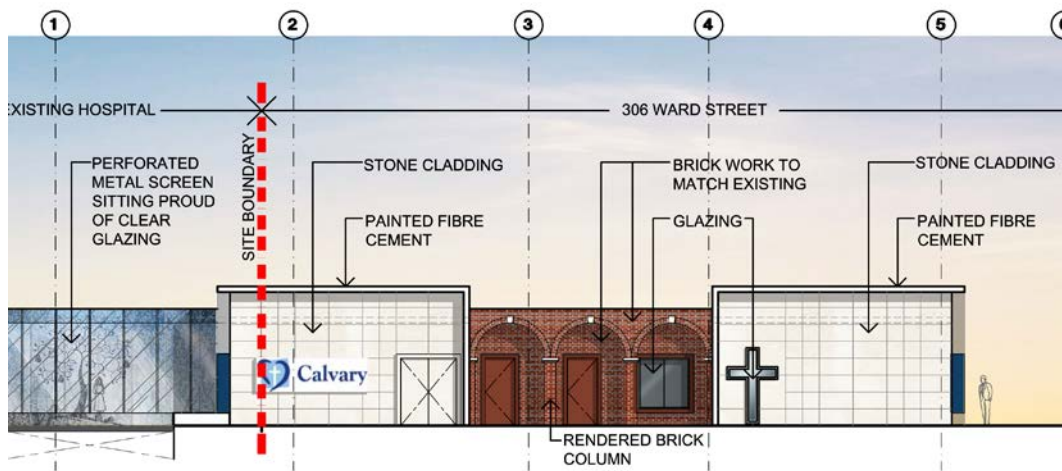 1
2
3
4
5
EXISTING HOSPITAL
306 WARD STREET
SITE BOUNDARY
PERFORATED
METAL SCREEN
SITTING PROUD
OF CLEAR
GLAZING
STONE CLADDING
PAINTED FIBRE
CEMENT
BRICK WORK TO
MATCH EXISTING
GLAZING
STONE CLADDING
PAINTED FIBRE
CEMENT
Calvary
RENDERED BRICK
COLUMN